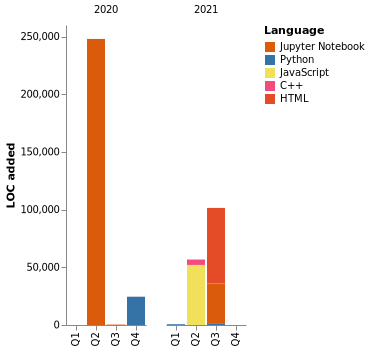 2020
2021
Language
Jupyter Notebook
Python
JavaScript
C++
HTML
LOC added
250,000
200,000
150,000
100,000
50,000
0
Q1
Q2
Q3
Q4
Q1
Q2
Q3
Q4